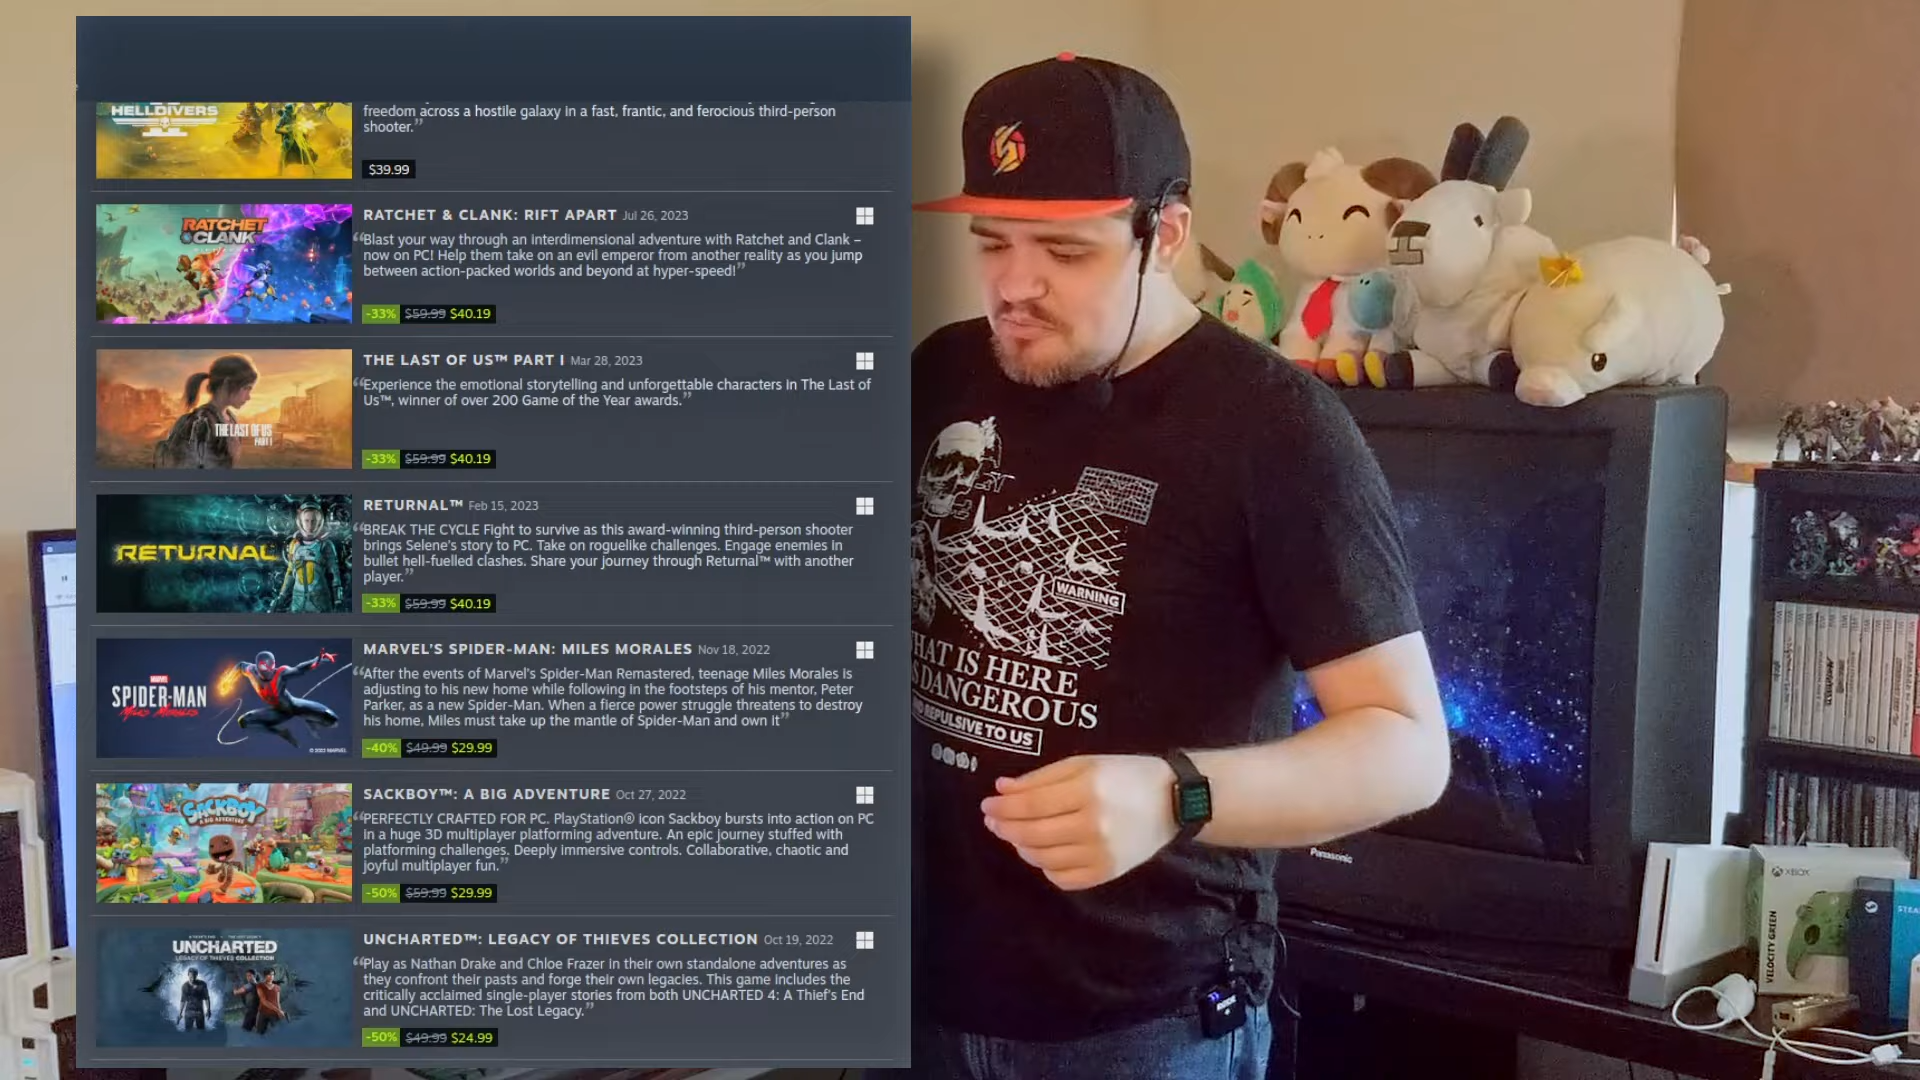 HELLDIVERS
II
freedom across a hostile galaxy in a fast, frantic, and ferocious third-person
shooter.”
$39.99
RATCHET
& CLANK
RIFT APART
RATCHET & CLANK: RIFT APART Jul 26, 2023
“Blast your way through an interdimensional adventure with Ratchet and Clank –
now on PC! Help them take on an evil emperor from another reality as you jump
between action-packed worlds and beyond at hyper-speed!”
-33% $59.99 $40.19
THE LAST OF US
PART I
THE LAST OF US™ PART I Mar 28, 2023
“Experience the emotional storytelling and unforgettable characters in The Last of
Us™, winner of over 200 Game of the Year awards.”
-33% $59.99 $40.19
RETURNAL
RETURNAL™ Feb 15, 2023
“BREAK THE CYCLE Fight to survive as this award-winning third-person shooter
brings Selene's story to PC. Take on roguelike challenges. Engage enemies in
bullet hell-fuelled clashes. Share your journey through Returnal™ with another
player.”
-33% $59.99 $40.19
MARVEL
SPIDER-MAN
MILES MORALES
© 2022 MARVEL
MARVEL'S SPIDER-MAN: MILES MORALES Nov 18, 2022
“After the events of Marvel's Spider-Man Remastered, teenage Miles Morales is
adjusting to his new home while following in the footsteps of his mentor, Peter
Parker, as a new Spider-Man. When a fierce power struggle threatens to destroy
his home, Miles must take up the mantle of Spider-Man and own it”
-40% $49.99 $29.99
SACKBOY
A BIG ADVENTURE
SACKBOY™: A BIG ADVENTURE Oct 27, 2022
“PERFECTLY CRAFTED FOR PC. PlayStation® icon Sackboy bursts into action on PC
in a huge 3D multiplayer platforming adventure. An epic journey stuffed with
platforming challenges. Deeply immersive controls. Collaborative, chaotic and
joyful multiplayer fun.”
-50% $59.99 $29.99
UNCHARTED
LEGACY OF THIEVES COLLECTION
UNCHARTED™: LEGACY OF THIEVES COLLECTION Oct 19, 2022
“Play as Nathan Drake and Chloe Frazer in their own standalone adventures as
they confront their pasts and forge their own legacies. This game includes the
critically acclaimed single-player stories from both UNCHARTED 4: A Thief's End
and UNCHARTED: The Lost Legacy.”
-50% $49.99 $24.99
WARNING
HAT IS HERE
S DANGEROUS
REPULSIVE TO US
RODE
Panasonic
XBOX
VELOCITY GREEN
STEA